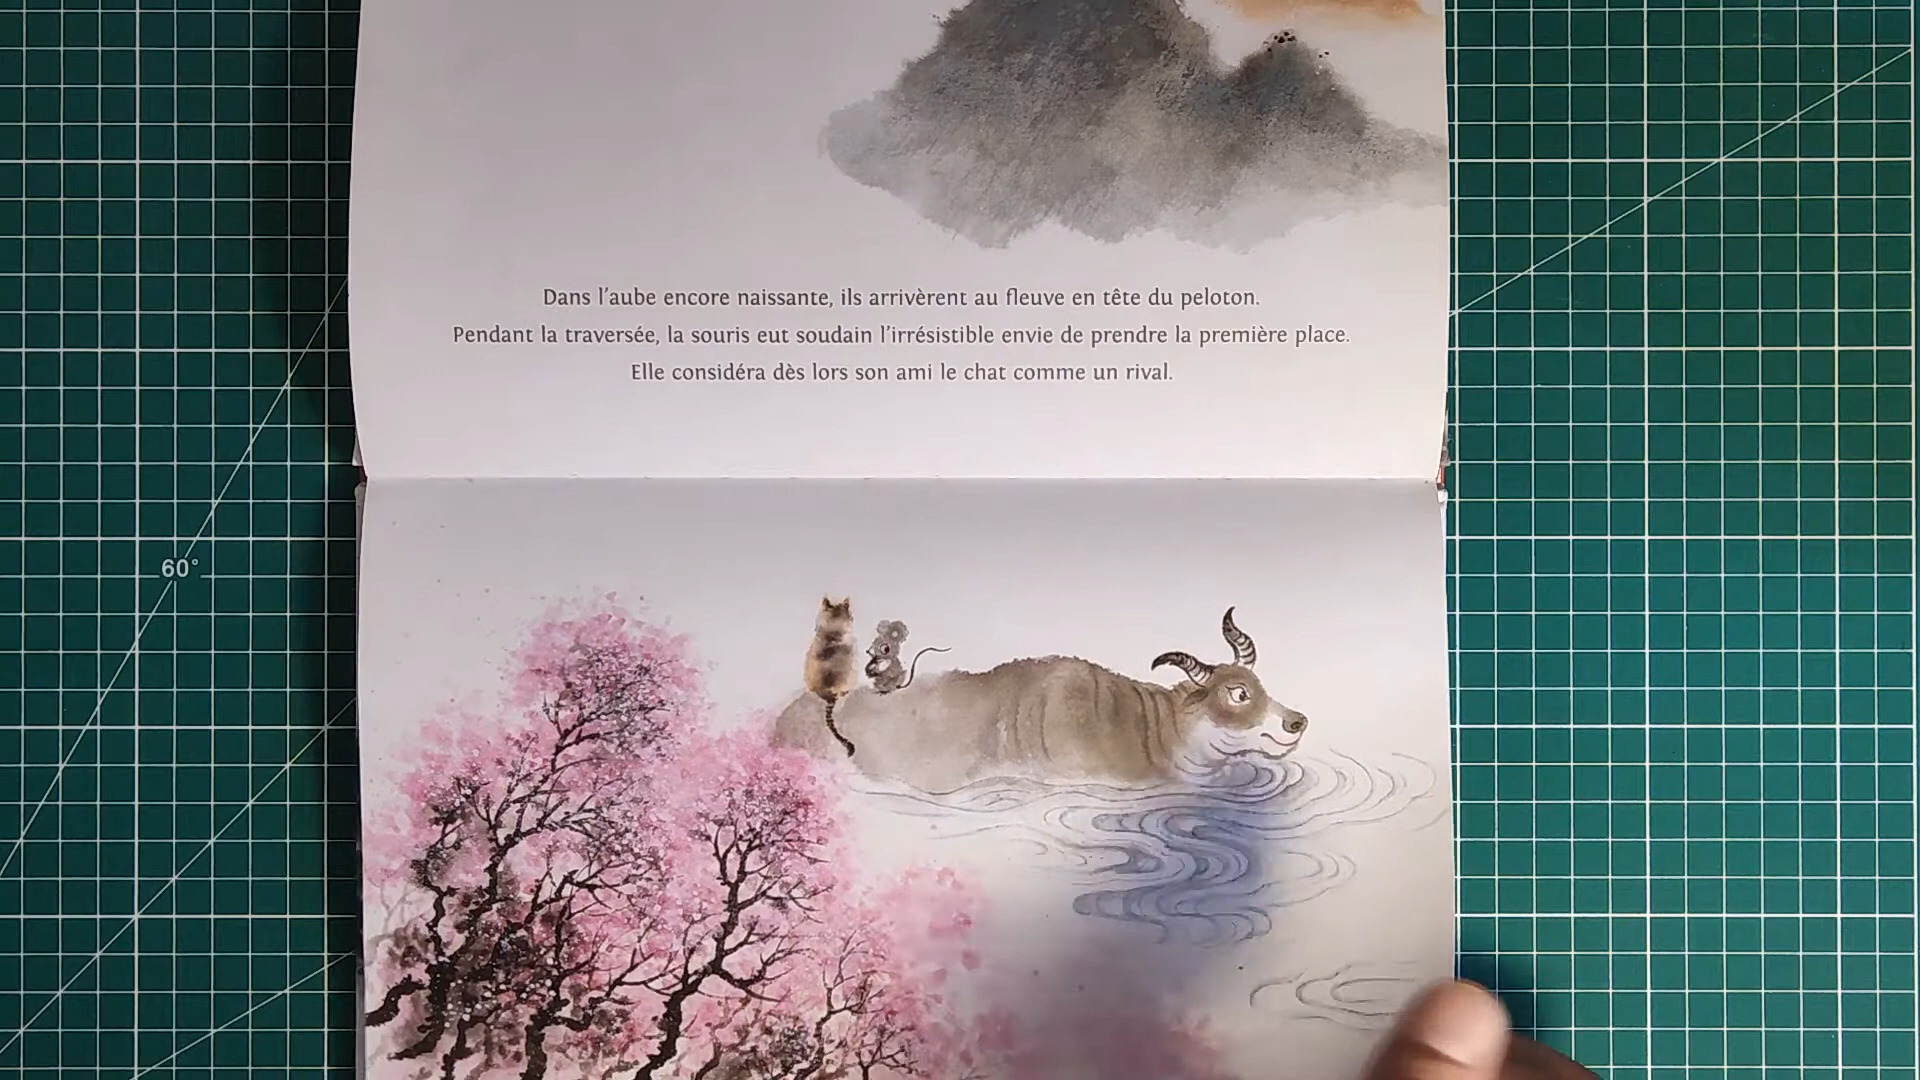 Dans l'aube encore naissante, ils arrivèrent au fleuve en tête du peloton.
Pendant la traversée, la souris eut soudain l'irrésistible envie de prendre la première place.
Elle considéra dès lors son ami le chat comme un rival.
60°